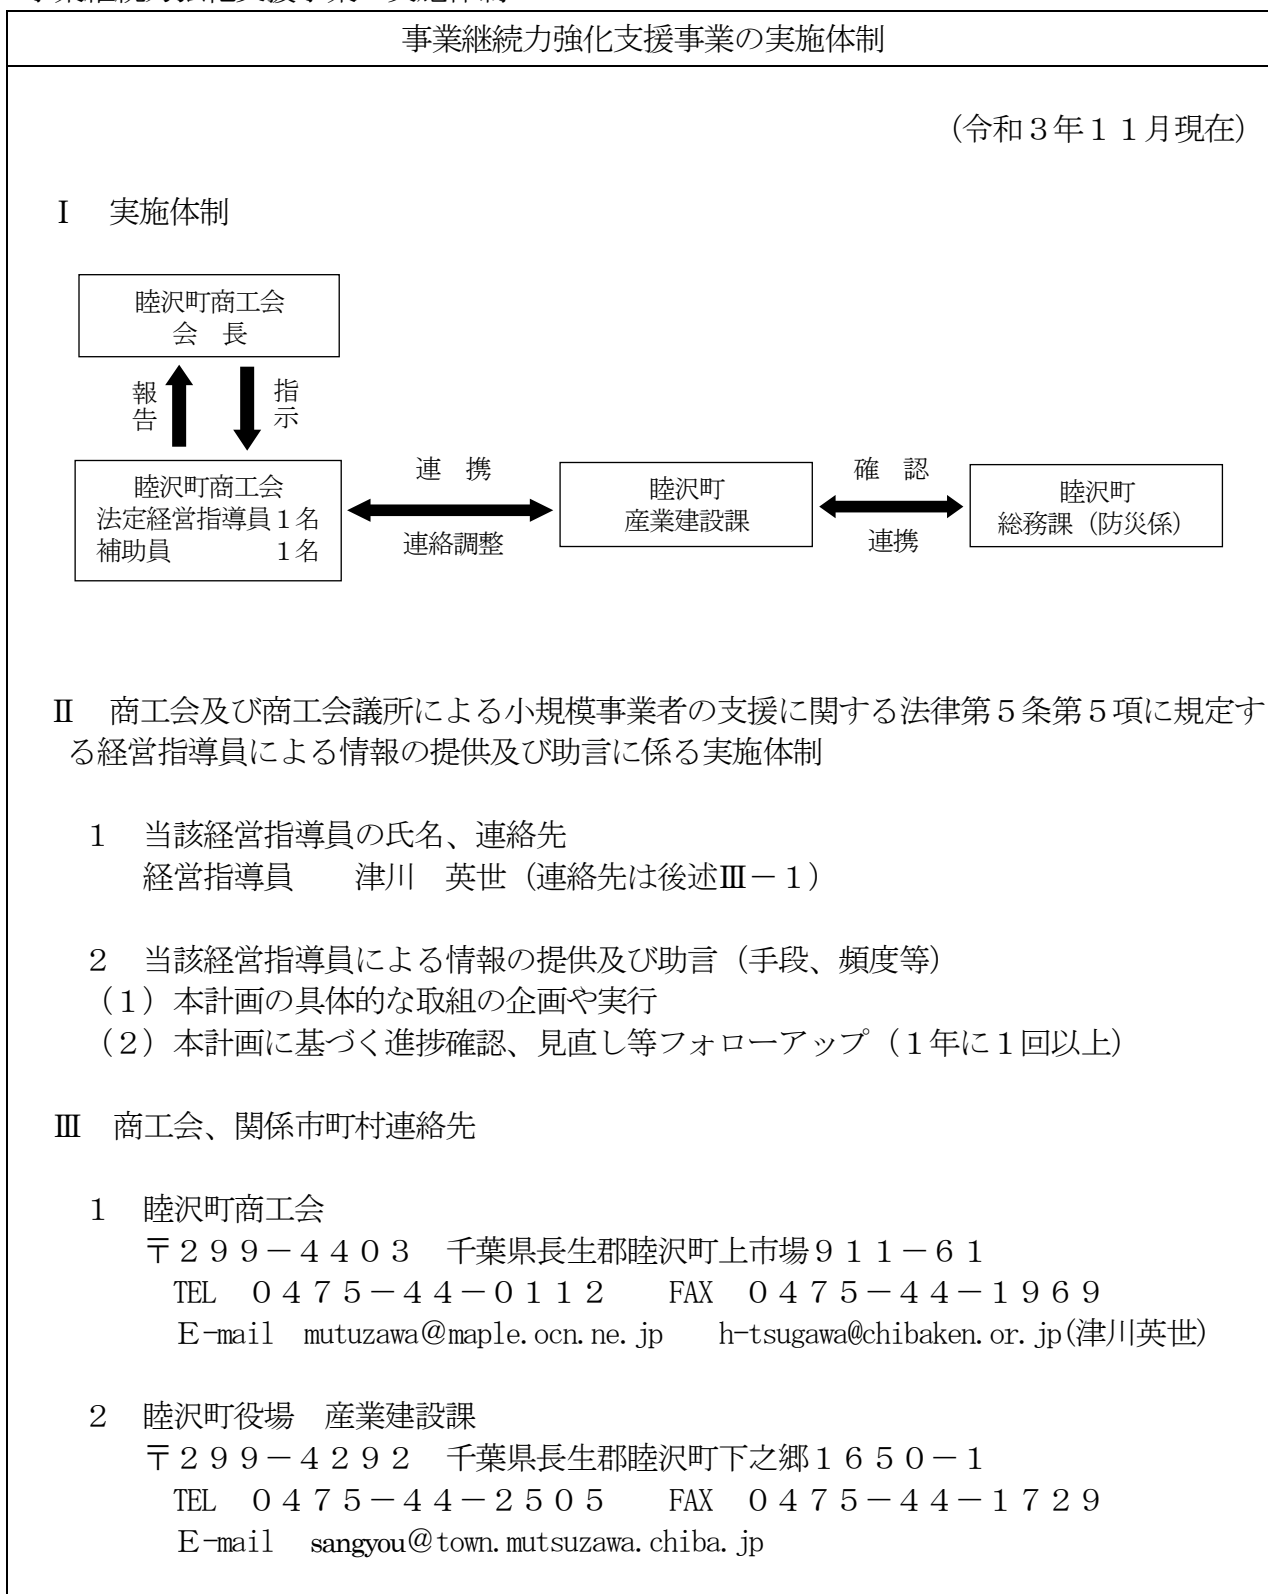 事業継続力強化支援事業の実施体制
(令和３年１１月現在)
Ⅰ　実施体制
睦沢町商工会
会　長
報告
指示
睦沢町商工会
法定経営指導員１名
補助員　　　　１名
連　携
連絡調整
睦沢町
産業建設課
確　認
連携
睦沢町
総務課（防災係）
Ⅱ　商工会及び商工会議所による小規模事業者の支援に関する法律第５条第５項に規定す
る経営指導員による情報の提供及び助言に係る実施体制
１　当該経営指導員の氏名、連絡先
経営指導員　　津川　英世（連絡先は後述Ⅲ－１）
２　当該経営指導員による情報の提供及び助言（手段、頻度等）
（１）本計画の具体的な取組の企画や実行
（２）本計画に基づく進捗確認、見直し等フォローアップ（１年に１回以上）
Ⅲ　商工会、関係市町村連絡先
１　睦沢町商工会
〒２９９－４４０３　千葉県長生郡睦沢町上市場９１１－６１
TEL　０４７５－４４－０１１２　　FAX　０４７５－４４－１９６９
Ｅ-mail　mutuzawa＠maple.ocn.ne.jp　　h-tsugawa@chibaken.or.jp(津川英世)
２　睦沢町役場　産業建設課
〒２９９－４２９２　千葉県長生郡睦沢町下之郷１６５０－１
TEL　０４７５－４４－２５０５　　FAX　０４７５－４４－１７２９
Ｅ-mail　sangyou＠town.mutsuzawa.chiba.jp